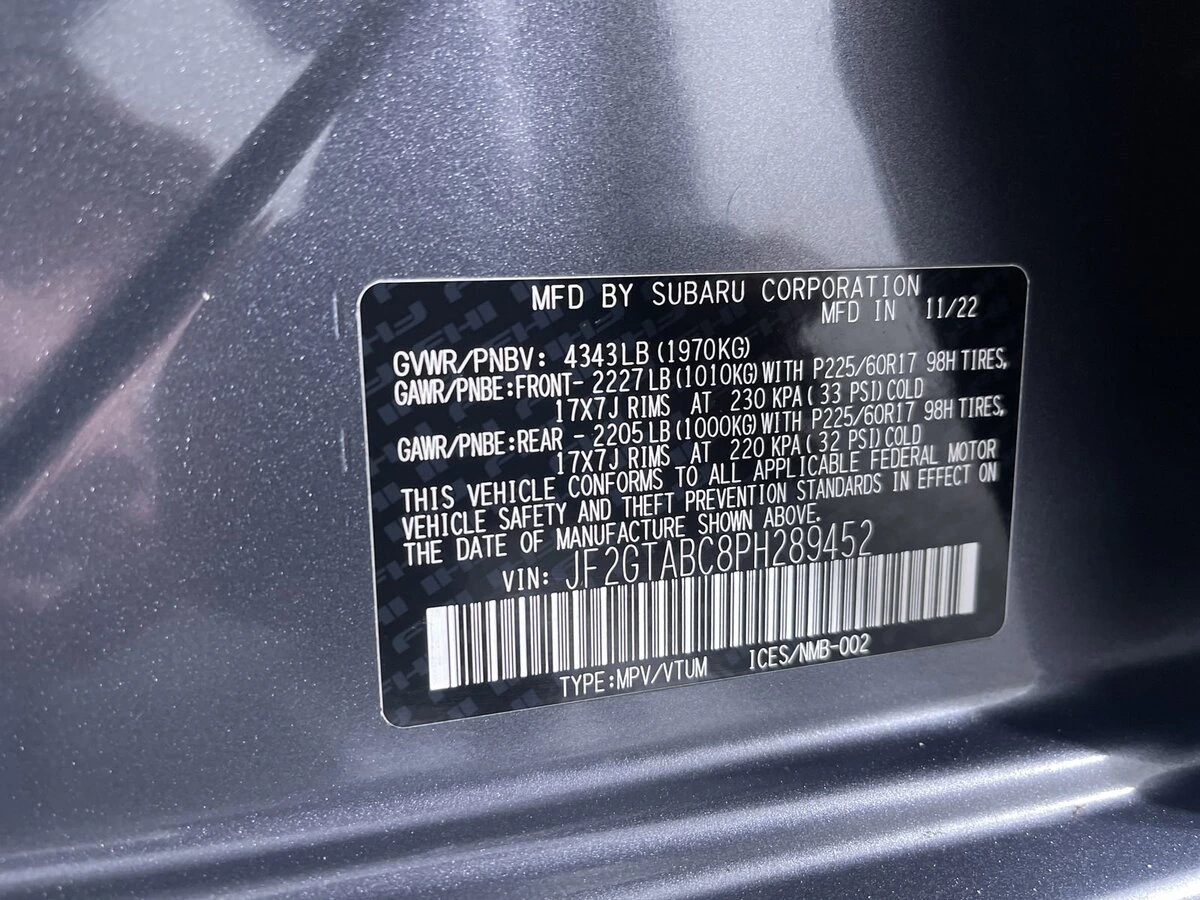 MFD BY SUBARU CORPORATION
MFD IN 11/22
GVWR/PNBV: 4343LB (1970KG)
GAWR/PNBE:FRONT- 2227LB (1010KG) WITH P225/60R17 98H TIRES,
17X7J RIMS AT 230 KPA (33 PSI) COLD
GAWR/PNBE:REAR - 2205LB (1000KG) WITH P225/60R17 98H TIRES,
17X7J RIMS AT 220 KPA (32 PSI) COLD
THIS VEHICLE CONFORMS TO ALL APPLICABLE FEDERAL MOTOR
VEHICLE SAFETY AND THEFT PREVENTION STANDARDS IN EFFECT ON
THE DATE OF MANUFACTURE SHOWN ABOVE.
VIN: JF2GTABC8PH289452
TYPE:MPV/VTUM ICES/NMB-002